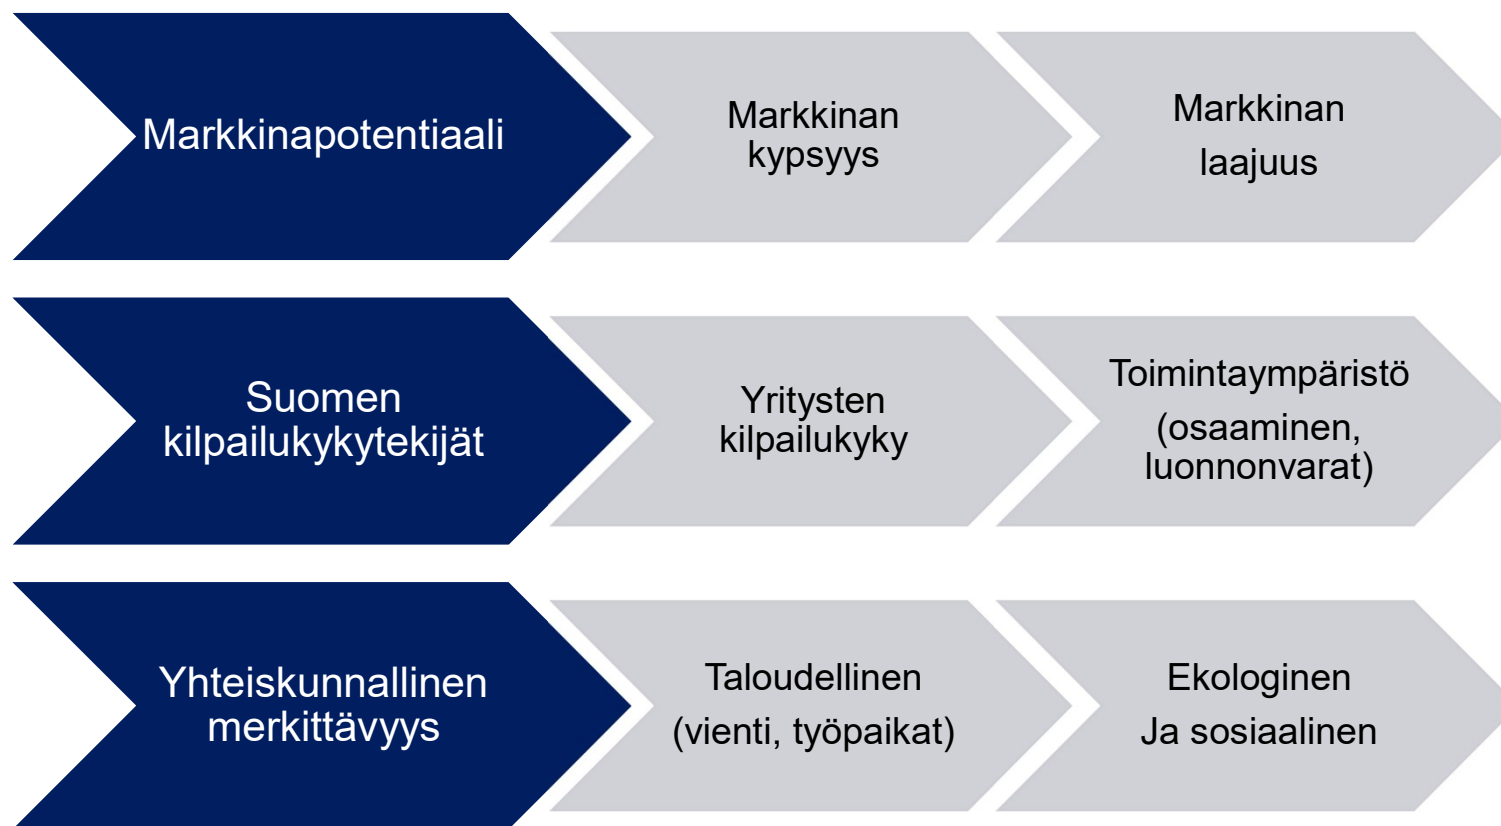 Markkinapotentiaali
Markkinan
kypsyys
Markkinan
laajuus
Suomen
kilpailukykytekijät
Yritysten
kilpailukyky
Toimintaympäristö
(osaaminen,
luonnonvarat)
Yhteiskunnallinen
merkittävyys
Taloudellinen
(vienti, työpaikat)
Ekologinen
Ja sosiaalinen